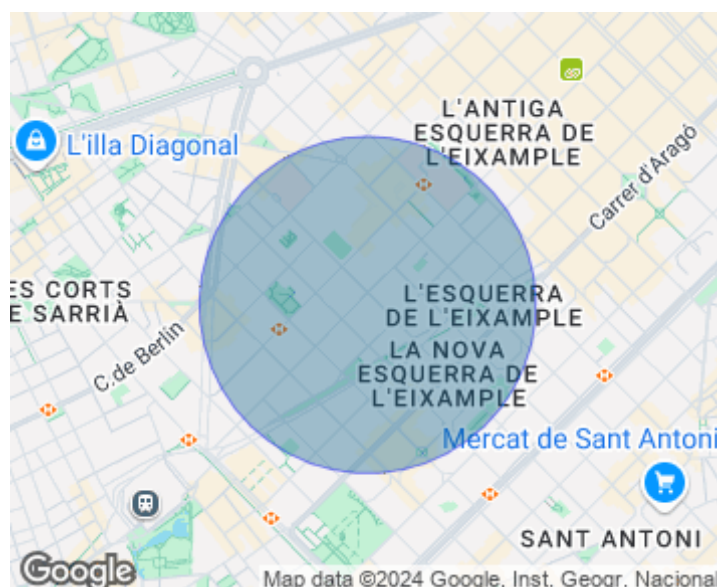 L'ANTIGA
ESQUERRA DE
L'EIXAMPLE
L'illa Diagonal
Carrer d'Aragó
ES CORTS
E SARRIÀ
L'ESQUERRA
DE L'EIXAMPLE
C. de Berlín
LA NOVA
ESQUERRA DE
L'EIXAMPLE
Mercat de Sant Antoni
SANT ANTONI
Google
Map data ©2024 Google, Inst. Geogr. Nacional